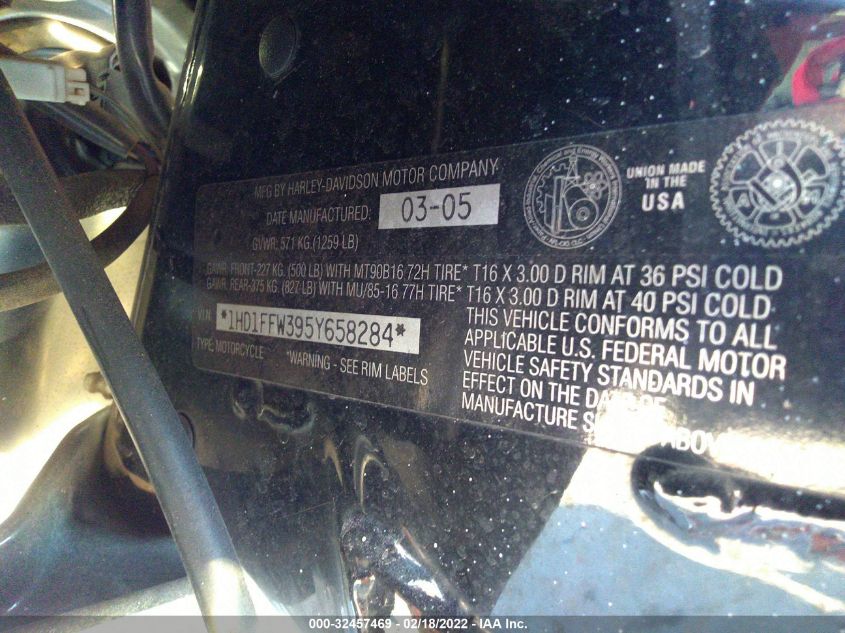 MFG BY HARLEY-DAVIDSON MOTOR COMPANY
DATE MANUFACTURED: 03-05
GVWR: 571 KG.(1259 LB)
UNION MADE
IN THE
USA
GAWR: FRONT-227 KG. (500 LB) WITH MT90B16 72H TIRE* T16 X 3.00 D RIM AT 36 PSI COLD
GAWR: REAR-375 KG. (827 LB) WITH MU/85-16 77H TIRE* T16 X 3.00 D RIM AT 40 PSI COLD
V.I.N *1HD1FFW395Y658284*
TYPE: MOTORCYCLE
*WARNING - SEE RIM LABELS
THIS VEHICLE CONFORMS TO ALL
APPLICABLE U.S. FEDERAL MOTOR
VEHICLE SAFETY STANDARDS IN
EFFECT ON THE DATE OF
MANUFACTURE
000-32457469 - 02/18/2022 - IAA Inc.